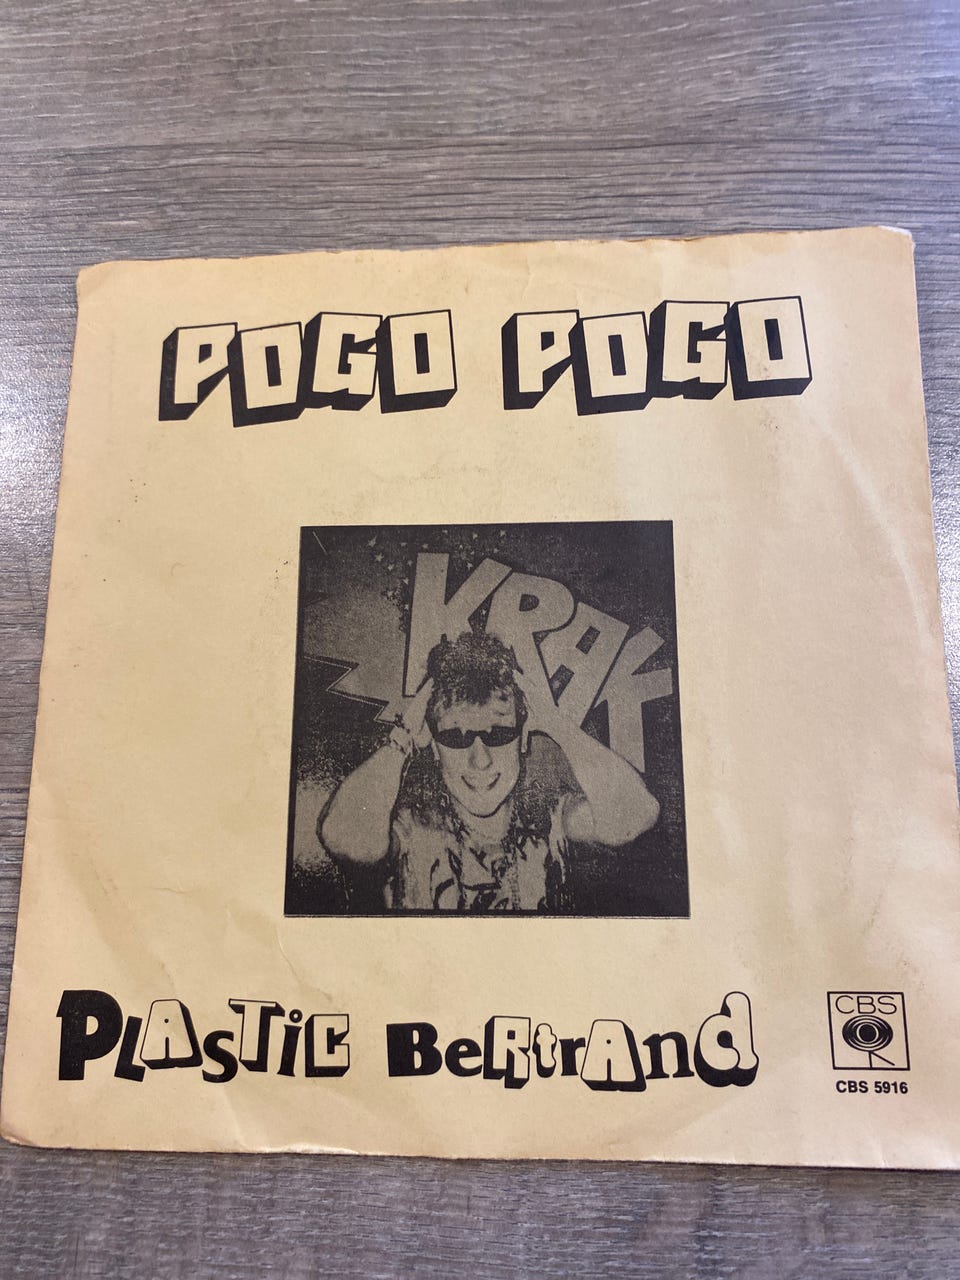 POGO POGO
KRAK
PLAsTiC BeRtrAnd
CBS
CBS 5916